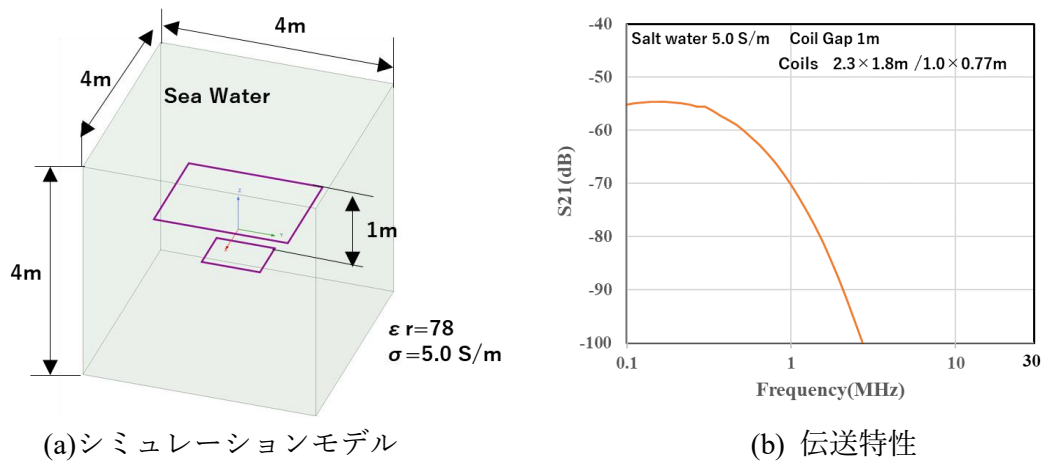 4m
4m
Sea Water
1m
4m
z
Y
ε r=78
σ=5.0 S/m
(a)シミュレーションモデル
-40
-50
-60
-70
-80
-90
-100
S21(dB)
Salt water 5.0 S/m Coil Gap 1m
Coils 2.3×1.8m /1.0×0.77m
0.1
1
10
30
Frequency(MHz)
(b) 伝送特性